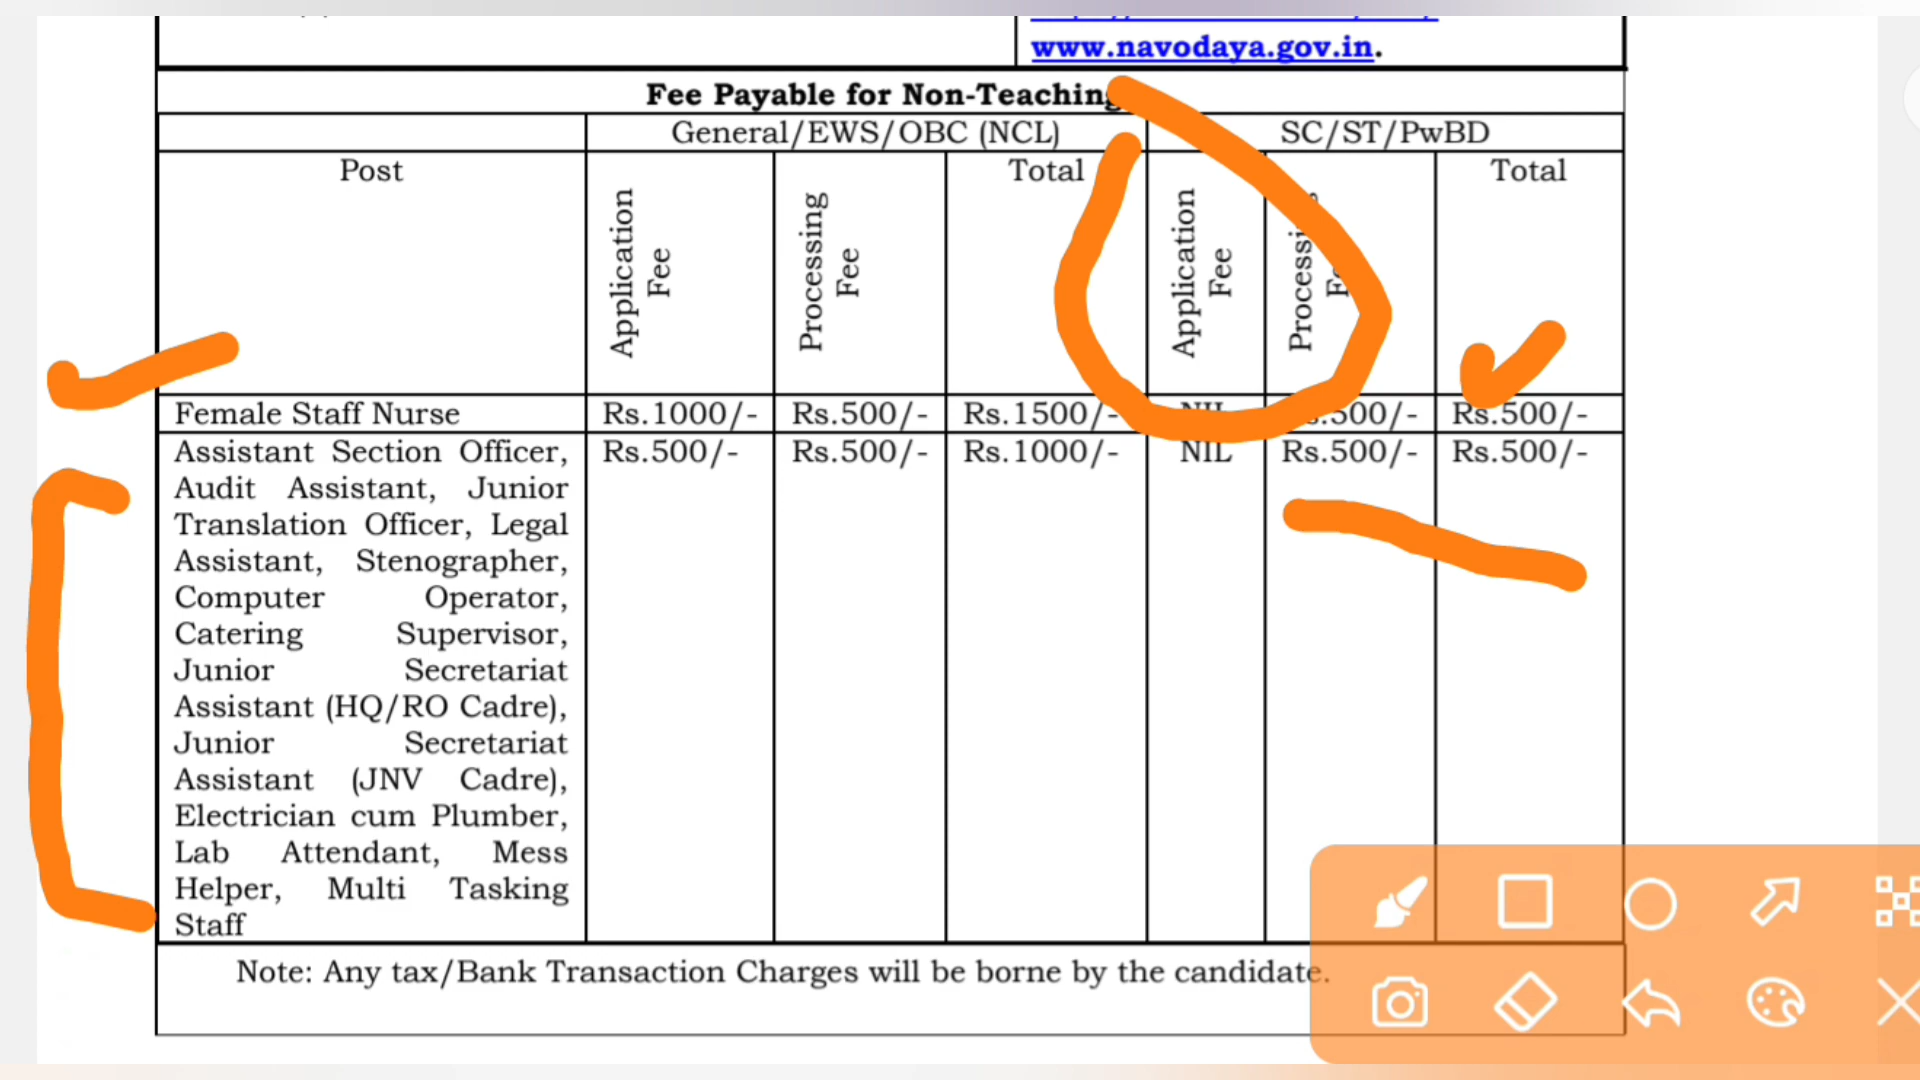 www.navodaya.gov.in.
Fee Payable for Non-Teaching
General/EWS/OBC (NCL) SC/ST/PwBD
Post Application Fee Processing Fee Total Application Fee Total
Female Staff Nurse Rs.1000/- Rs.500/- Rs.1500/- Rs.500/-
Assistant Section Officer, Rs.500/- Rs.500/- Rs.1000/- NIL Rs.500/- Rs.500/-
Audit Assistant, Junior
Translation Officer, Legal
Assistant, Stenographer,
Computer Operator,
Catering Supervisor,
Junior Secretariat
Assistant (HQ/RO Cadre),
Junior Secretariat
Assistant (JNV Cadre),
Electrician cum Plumber,
Lab Attendant, Mess
Helper, Multi Tasking
Staff
Note: Any tax/Bank Transaction Charges will be borne by the candidate.